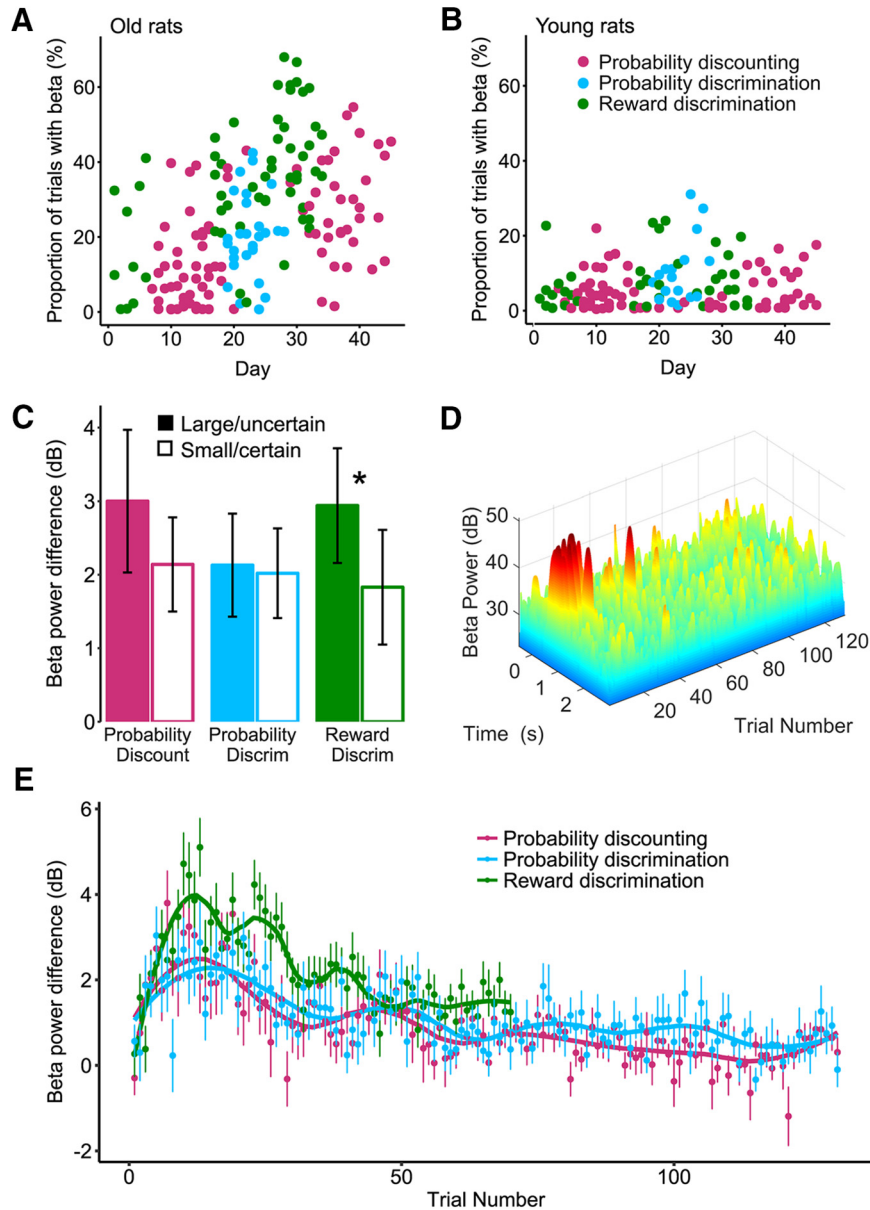 A
Old rats
Proportion of trials with beta (%)
60
40
20
0
0 10 20 30 40
Day
B
Young rats
Probability discounting
Probability discrimination
Reward discrimination
Proportion of trials with beta (%)
60
40
20
0
0 10 20 30 40
Day
C
Large/uncertain
Small/certain
Beta power difference (dB)
4
3
2
1
0
*
Probability Discount
Probability Discrim
Reward Discrim
D
Beta Power (dB)
50
40
30
0
1
2
Time (s)
20 40 60 80 100 120
Trial Number
E
Probability discounting
Probability discrimination
Reward discrimination
Beta power difference (dB)
6
4
2
0
-2
0 50 100
Trial Number